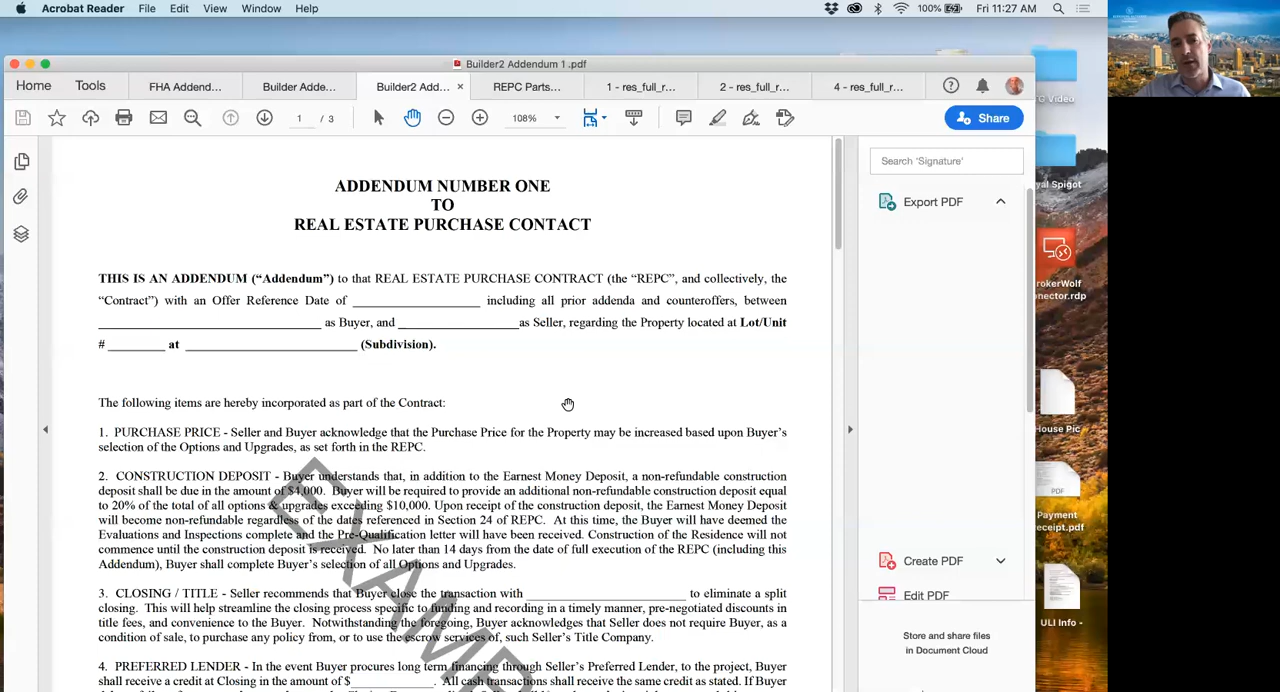 Acrobat Reader File Edit View Window Help 100% Fri 11:27 AM
Builder2 Addendum 1 .pdf
Home Tools FHA Addend... Builder Adde... Builder2 Add... × REPC Parts... 1 - res_full_r... 2 - res_full_r... 4 - res_full_r...
1 / 3 108% Share
ADDENDUM NUMBER ONE
TO
REAL ESTATE PURCHASE CONTACT
THIS IS AN ADDENDUM (“Addendum”) to that REAL ESTATE PURCHASE CONTRACT (the “REPC”, and collectively, the
“Contract”) with an Offer Reference Date of ____________________ including all prior addenda and counteroffers, between
__________________________________ as Buyer, and __________________as Seller, regarding the Property located at Lot/Unit
# _________ at __________________________ (Subdivision).
The following items are hereby incorporated as part of the Contract:
1. PURCHASE PRICE - Seller and Buyer acknowledge that the Purchase Price for the Property may be increased based upon Buyer’s
selection of the Options and Upgrades, as set forth in the REPC.
2. CONSTRUCTION DEPOSIT - Buyer understands that, in addition to the Earnest Money Deposit, a non-refundable construction
deposit shall be due in the amount of $4,000. Buyer will be required to provide an additional non-refundable construction deposit equal
to 20% of the total of all options & upgrades exceeding $10,000. Upon receipt of the construction deposit, the Earnest Money Deposit
will become non-refundable regardless of the date referenced in Section 24 of REPC. At this time, the Buyer will have deemed the
Evaluations and Inspections complete and the Pre-Qualification Letter will have been received. Construction of the Residence will not
commence until the construction deposit is received. No later than 14 days from the date of full execution of the REPC (including this
Addendum), Buyer shall complete Buyer’s selection of all Options and Upgrades.
3. CLOSING COST - Seller recommends Buyer close the transaction with ____________________ to eliminate a split
closing. This will help streamline the closing process due to funding and recording in a timely manner, pre-negotiated discounts in
title fees, and convenience to the Buyer. Notwithstanding the foregoing, Buyer acknowledges that Seller does not require Buyer, as a
condition of sale, to purchase any policy from, or to use the escrow services of, such Seller’s Title Company.
4. PREFERRED LENDER - In the event Buyer procures long term financing through Seller’s Preferred Lender, to the project, Buyer
shall receive a credit at Closing in the amount of $____________. All cash transactions shall receive the same credit as stated. If Buyer
EXAMP
Search 'Signature'
Export PDF
Create PDF
Edit PDF
Store and share files
in Document Cloud
Video
yal Spigot
rokerWolf
nector.rdp
House Pic
PDF
Payment
eceipt.pdf
ULI Info -